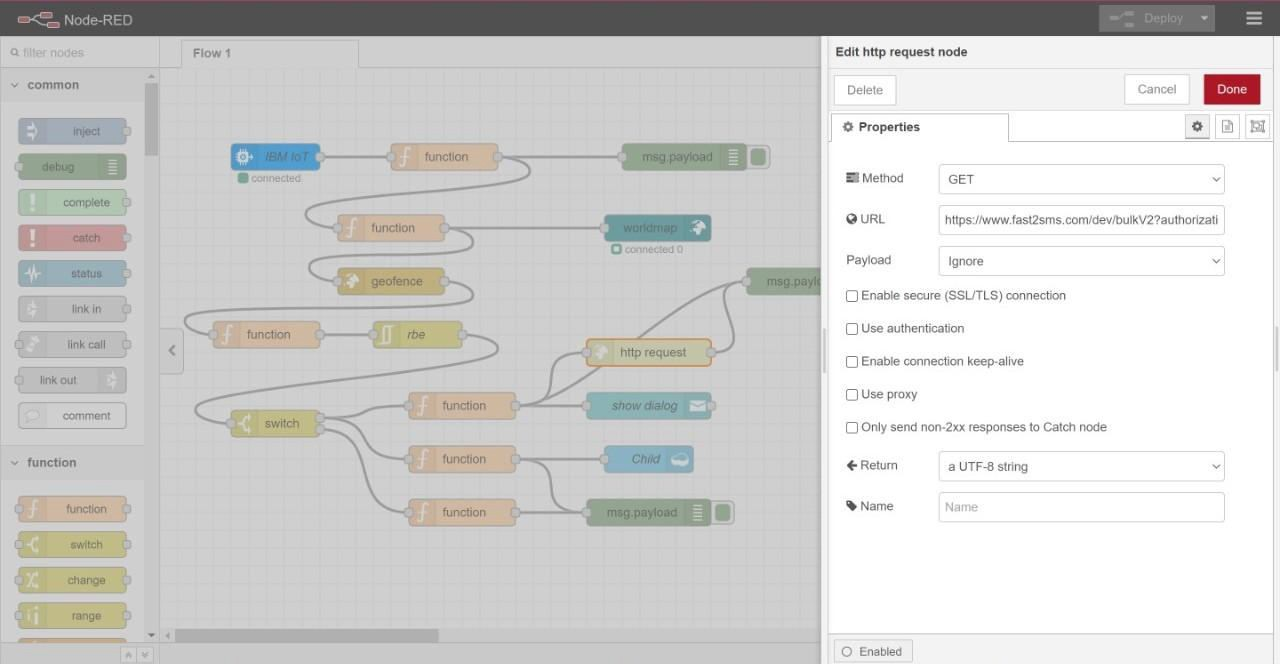 Node-RED
Deploy
filter nodes
Flow 1
Edit http request node
common
Delete
Cancel
Done
inject
Properties
debug
IBM IoT
function
msg.payload
connected
Method
GET
complete
function
worldmap
URL
https://www.fast2sms.com/dev/bulkV2?authorizati
catch
connected 0
Payload
Ignore
status
geofence
msg.paylo
Enable secure (SSL/TLS) connection
link in
function
rbe
Use authentication
link call
http request
Enable connection keep-alive
link out
Use proxy
comment
function
show dialog
switch
Only send non-2xx responses to Catch node
function
function
Child
Return
a UTF-8 string
function
function
msg.payload
Name
Name
switch
change
range
Enabled